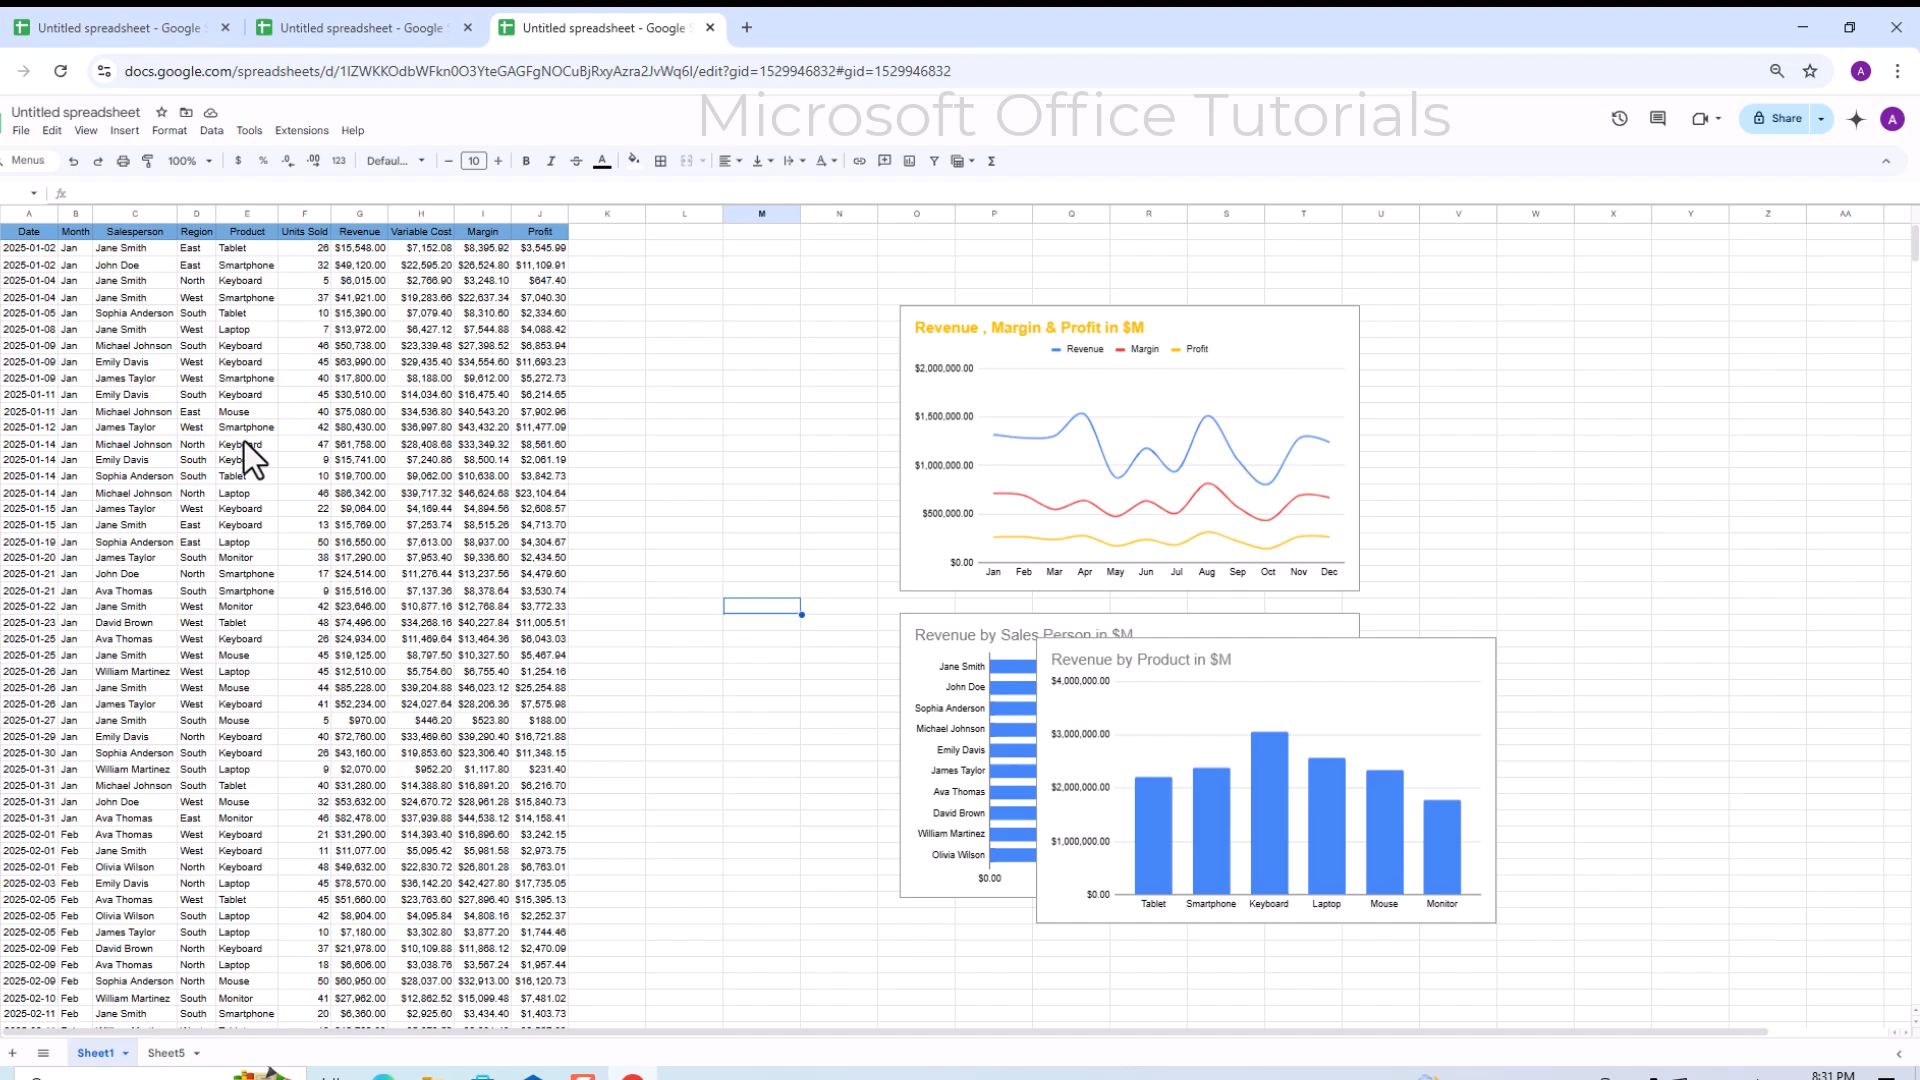 Untitled spreadsheet - Google
Untitled spreadsheet - Google
Untitled spreadsheet - Google
docs.google.com/spreadsheets/d/1IZWKKOdbWFkn0O3YteGAGFgNOCuBjRxyAzra2JvWq6I/edit?gid=1529946832#gid=1529946832
A
Untitled spreadsheet
Microsoft Office Tutorials
Share
A
File Edit View Insert Format Data Tools Extensions Help
Menus 100% $ % .0 .00 123 Defaul... 10 B I A Σ
fx
A B C D E F G H I J K L M N O P Q R S T U V W X Y Z AA
Date Month Salesperson Region Product Units Sold Revenue Variable Cost Margin Profit
2025-01-02 Jan Jane Smith East Tablet 26 $15,548.00 $7,152.08 $8,395.92 $3,545.99
2025-01-02 Jan John Doe East Smartphone 32 $49,120.00 $22,595.20 $26,524.80 $11,109.91
2025-01-04 Jan Jane Smith North Keyboard 5 $6,015.00 $2,766.90 $3,248.10 $647.40
2025-01-04 Jan Jane Smith West Smartphone 37 $41,921.00 $19,283.66 $22,637.34 $7,040.30
2025-01-05 Jan Sophia Anderson South Tablet 10 $15,390.00 $7,079.40 $8,310.60 $2,334.60
2025-01-08 Jan Jane Smith West Laptop 7 $13,972.00 $6,427.12 $7,544.88 $4,088.42
2025-01-09 Jan Michael Johnson South Keyboard 46 $50,738.00 $23,339.48 $27,398.52 $6,853.94
2025-01-09 Jan Emily Davis West Keyboard 45 $63,990.00 $29,435.40 $34,554.60 $11,693.23
2025-01-09 Jan James Taylor West Smartphone 40 $17,800.00 $8,188.00 $9,612.00 $5,272.73
2025-01-11 Jan Emily Davis South Keyboard 45 $30,510.00 $14,034.60 $16,475.40 $6,214.65
2025-01-11 Jan Michael Johnson East Mouse 40 $75,080.00 $34,536.80 $40,543.20 $7,902.96
2025-01-12 Jan James Taylor West Smartphone 42 $80,430.00 $36,997.80 $43,432.20 $11,477.09
2025-01-14 Jan Michael Johnson North Keyboard 47 $61,758.00 $28,408.68 $33,349.32 $8,561.60
2025-01-14 Jan Emily Davis South Keyb 9 $15,741.00 $7,240.86 $8,500.14 $2,061.19
2025-01-14 Jan Sophia Anderson South Tablet 10 $19,700.00 $9,062.00 $10,638.00 $3,842.73
2025-01-14 Jan Michael Johnson North Laptop 46 $86,342.00 $39,717.32 $46,624.68 $23,104.64
2025-01-15 Jan James Taylor West Keyboard 22 $9,064.00 $4,169.44 $4,894.56 $2,608.57
2025-01-15 Jan Jane Smith East Keyboard 13 $15,769.00 $7,253.74 $8,515.26 $4,713.70
2025-01-19 Jan Sophia Anderson East Laptop 50 $16,550.00 $7,613.00 $8,937.00 $4,304.67
2025-01-20 Jan James Taylor South Monitor 38 $17,290.00 $7,953.40 $9,336.60 $2,434.50
2025-01-21 Jan John Doe North Smartphone 17 $24,514.00 $11,276.44 $13,237.56 $4,479.60
2025-01-21 Jan Ava Thomas South Smartphone 9 $15,516.00 $7,137.36 $8,378.64 $3,530.74
2025-01-22 Jan Jane Smith West Monitor 42 $23,646.00 $10,877.16 $12,768.84 $3,772.33
2025-01-23 Jan David Brown West Tablet 48 $74,496.00 $34,268.16 $40,227.84 $11,005.51
2025-01-25 Jan Ava Thomas West Keyboard 26 $24,934.00 $11,469.64 $13,464.36 $6,043.03
2025-01-25 Jan Jane Smith West Mouse 45 $19,125.00 $8,797.50 $10,327.50 $5,467.94
2025-01-26 Jan William Martinez West Laptop 45 $12,510.00 $5,754.60 $6,755.40 $1,254.16
2025-01-26 Jan Jane Smith West Mouse 44 $85,228.00 $39,204.88 $46,023.12 $25,254.88
2025-01-26 Jan James Taylor West Keyboard 41 $52,234.00 $24,027.64 $28,206.36 $7,575.98
2025-01-27 Jan Jane Smith South Mouse 5 $970.00 $446.20 $523.80 $188.00
2025-01-29 Jan Emily Davis North Keyboard 40 $72,760.00 $33,469.60 $39,290.40 $16,721.88
2025-01-30 Jan Sophia Anderson South Keyboard 26 $43,160.00 $19,853.60 $23,306.40 $11,348.15
2025-01-31 Jan William Martinez South Laptop 9 $2,070.00 $952.20 $1,117.80 $231.40
2025-01-31 Jan Michael Johnson South Tablet 40 $31,280.00 $14,388.80 $16,891.20 $6,216.70
2025-01-31 Jan John Doe West Mouse 32 $53,632.00 $24,670.72 $28,961.28 $15,840.73
2025-01-31 Jan Ava Thomas East Monitor 46 $82,478.00 $37,939.88 $44,538.12 $14,158.41
2025-02-01 Feb Ava Thomas West Keyboard 21 $31,290.00 $14,393.40 $16,896.60 $3,242.15
2025-02-01 Feb Jane Smith West Keyboard 11 $11,077.00 $5,095.42 $5,981.58 $2,973.75
2025-02-01 Feb Olivia Wilson North Keyboard 48 $49,632.00 $22,830.72 $26,801.28 $6,763.01
2025-02-03 Feb Emily Davis North Laptop 45 $78,570.00 $36,142.20 $42,427.80 $17,735.05
2025-02-05 Feb Ava Thomas West Tablet 45 $51,660.00 $23,763.60 $27,896.40 $15,395.13
2025-02-05 Feb Olivia Wilson South Laptop 42 $8,904.00 $4,095.84 $4,808.16 $2,252.37
2025-02-05 Feb James Taylor South Laptop 10 $7,180.00 $3,302.80 $3,877.20 $1,744.46
2025-02-09 Feb David Brown North Keyboard 37 $21,978.00 $10,109.88 $11,868.12 $2,470.09
2025-02-09 Feb Ava Thomas North Laptop 18 $6,606.00 $3,038.76 $3,567.24 $1,957.44
2025-02-09 Feb Sophia Anderson North Mouse 50 $60,950.00 $28,037.00 $32,913.00 $16,120.73
2025-02-10 Feb William Martinez South Monitor 41 $27,962.00 $12,862.52 $15,099.48 $7,481.02
2025-02-11 Feb Jane Smith South Smartphone 20 $6,360.00 $2,925.60 $3,434.40 $1,403.73
Revenue , Margin & Profit in $M
Revenue Margin Profit
$2,000,000.00
$1,500,000.00
$1,000,000.00
$500,000.00
$0.00
Jan Feb Mar Apr May Jun Jul Aug Sep Oct Nov Dec
Revenue by Sales Person in $M
Jane Smith
John Doe
Sophia Anderson
Michael Johnson
Emily Davis
James Taylor
Ava Thomas
David Brown
William Martinez
Olivia Wilson
$0.00
Revenue by Product in $M
$4,000,000.00
$3,000,000.00
$2,000,000.00
$1,000,000.00
$0.00
Tablet Smartphone Keyboard Laptop Mouse Monitor
Sheet1 Sheet5
8:31 PM